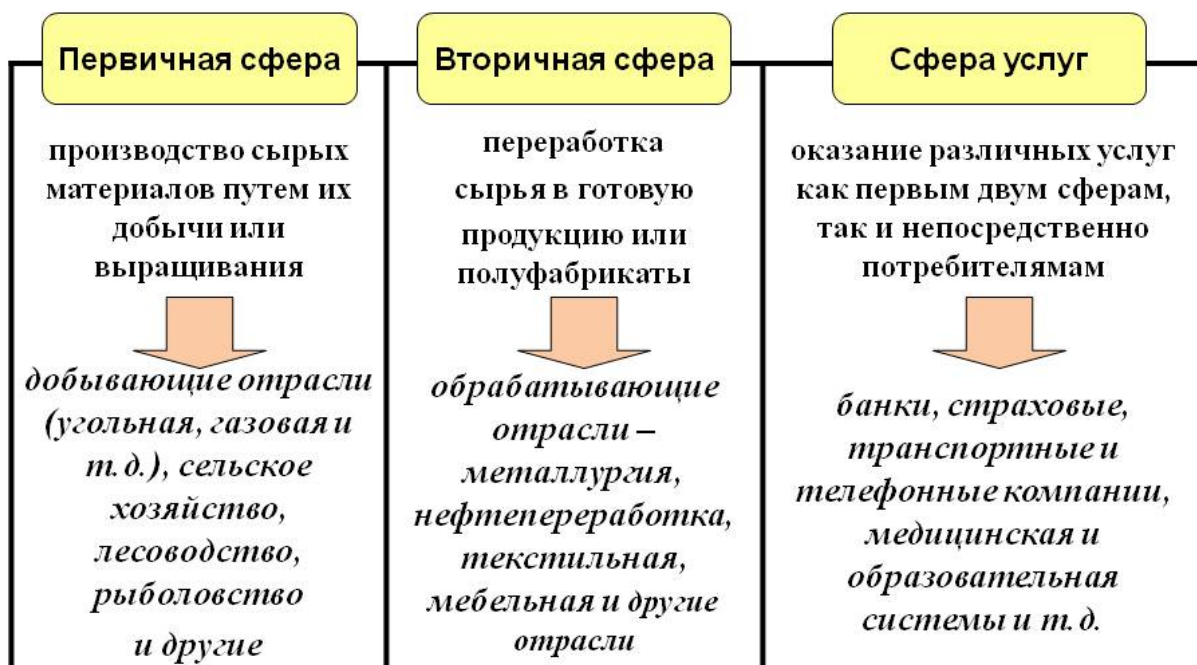 Первичная сфера
производство сырых
материалов путем их
добычи или
выращивания
добывающие отрасли
(угольная, газовая и
т.д.), сельское
хозяйство,
лесоводство,
рыболовство
и другие
Вторичная сфера
переработка
сырья в готовую
продукцию или
полуфабрикаты
обрабатывающие
отрасли –
металлургия,
нефтепереработка,
текстильная,
мебельная и другие
отрасли
Сфера услуг
оказание различных услуг
как первым двум сферам,
так и непосредственно
потребителямам
банки, страховые,
транспортные и
телефонные компании,
медицинская и
образовательная
системы и т.д.